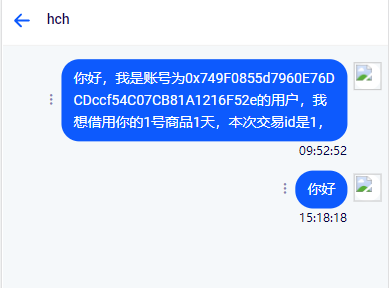 hch
你好，我是账号为0x749F0855d7960E76D
CDccf54C07CB81A1216F52e的用户，我
想借用你的1号商品1天，本次交易id是1，
09:52:52
你好
15:18:18